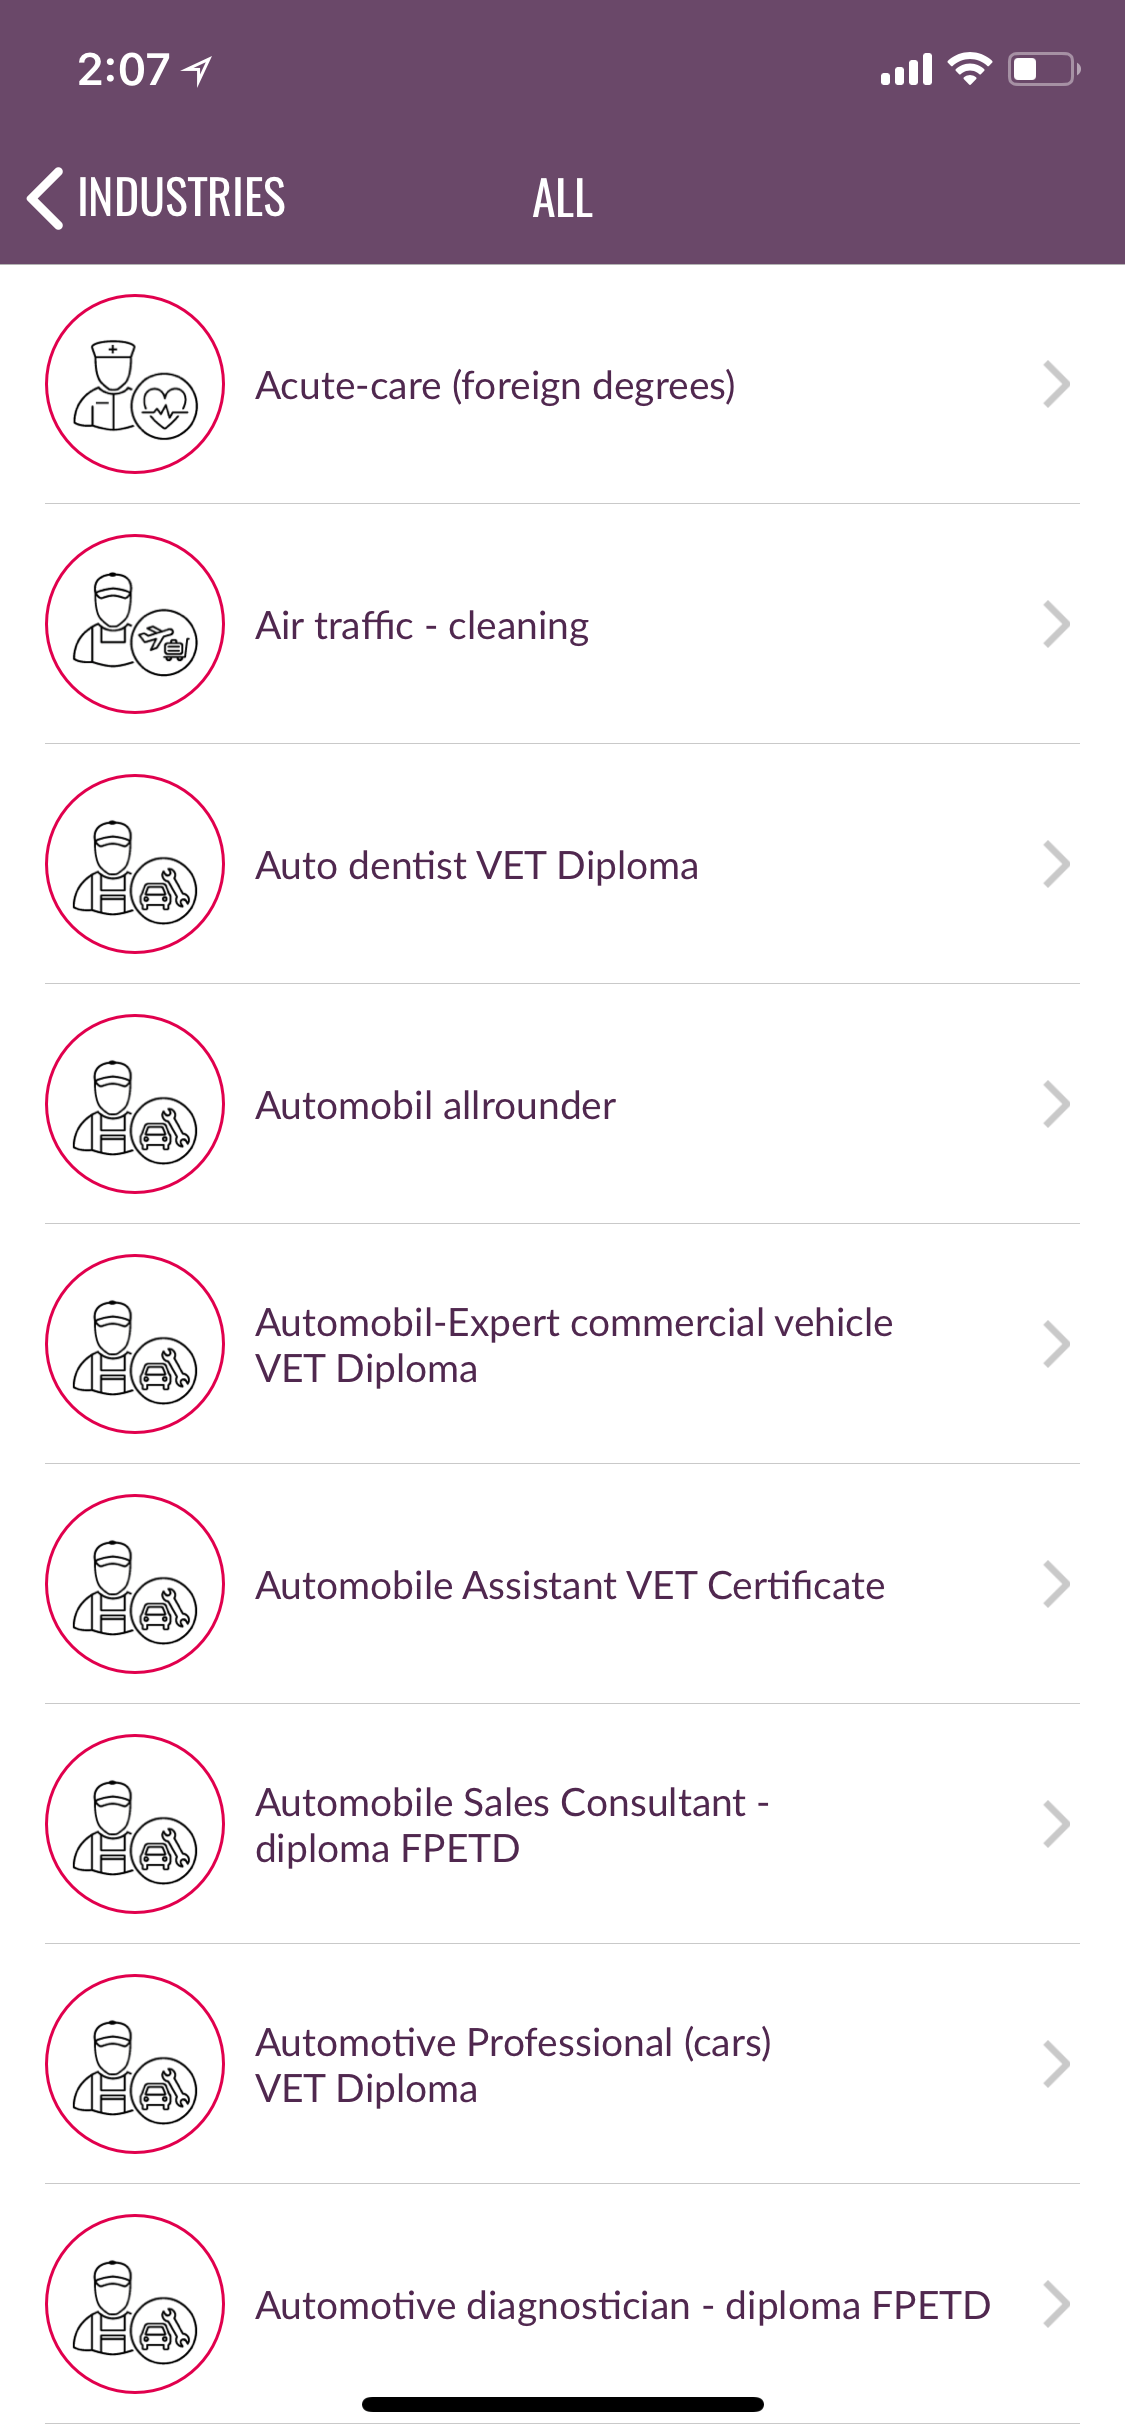 2:07
INDUSTRIES
ALL
Acute-care (foreign degrees)
Air traffic - cleaning
Auto dentist VET Diploma
Automobil allrounder
Automobil-Expert commercial vehicle
VET Diploma
Automobile Assistant VET Certificate
Automobile Sales Consultant -
diploma FPETD
Automotive Professional (cars)
VET Diploma
Automotive diagnostician - diploma FPETD